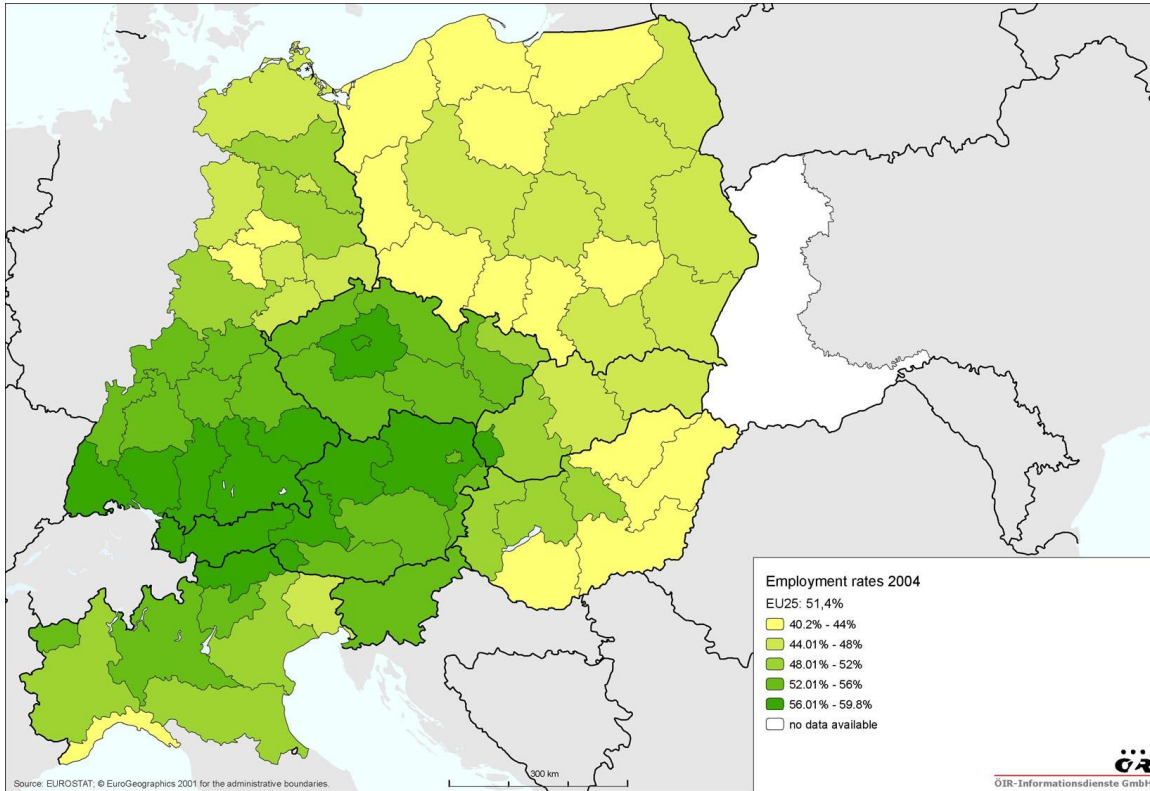 Employment rates 2004
EU25: 51,4%
40.2% - 44%
44.01% - 48%
48.01% - 52%
52.01% - 56%
56.01% - 59.8%
no data available
300 km
Source: EUROSTAT; © EuroGeographics 2001 for the administrative boundaries.
ÖIR
ÖIR-Informationsdienste GmbH